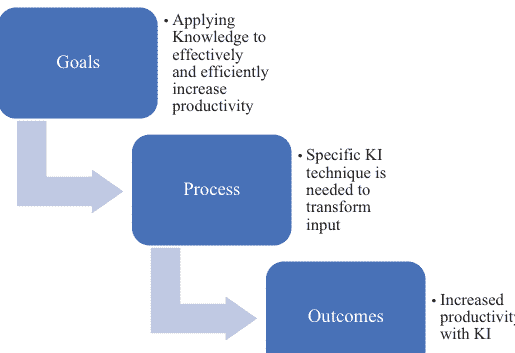 Goals
• Applying
Knowledge to
effectively
and efficiently
increase
productivity
Process
• Specific KI
technique is
needed to
transform
input
Outcomes
• Increased
productivity
with KI